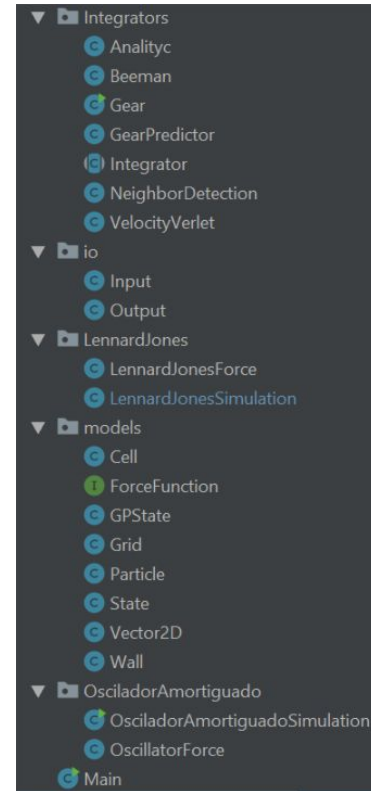 Integrators
Analityc
Beeman
Gear
GearPredictor
Integrator
NeighborDetection
VelocityVerlet
io
Input
Output
LennardJones
LennardJonesForce
LennardJonesSimulation
models
Cell
ForceFunction
GPState
Grid
Particle
State
Vector2D
Wall
OsciladorAmortiguado
OsciladorAmortiguadoSimulation
OscillatorForce
Main